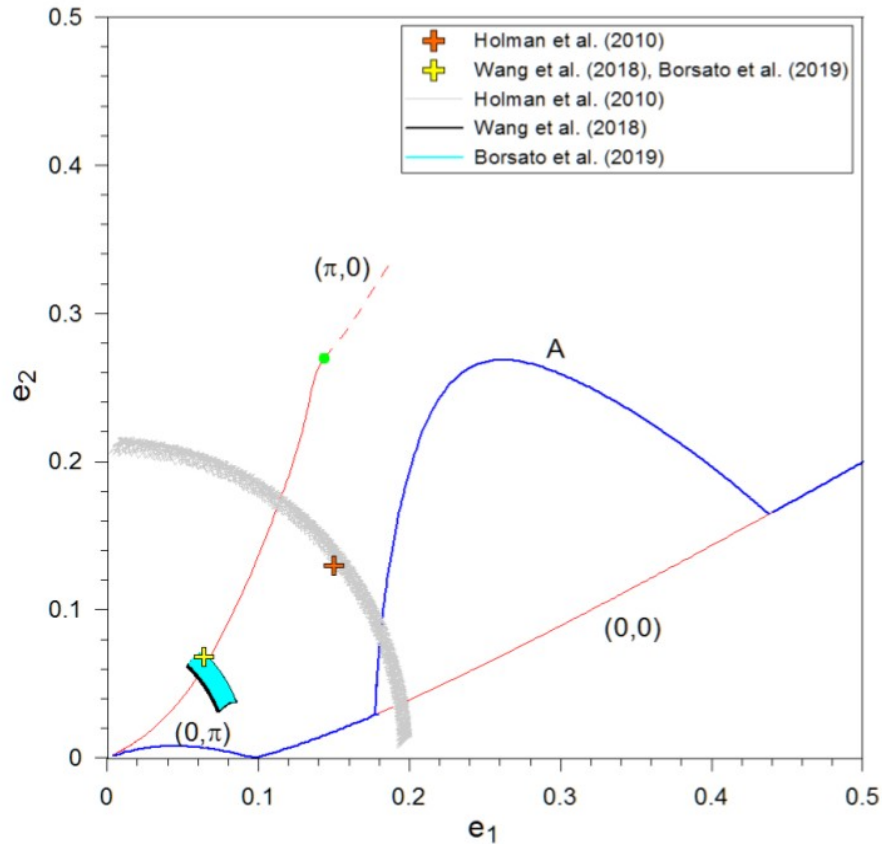 0.5
Holman et al. (2010)
Wang et al. (2018), Borsato et al. (2019)
Holman et al. (2010)
Wang et al. (2018)
Borsato et al. (2019)
0.4
(π,0)
0.3
A
e₂
0.2
0.1
(0,0)
(0,π)
0
0 0.1 0.2 0.3 0.4 0.5
e₁